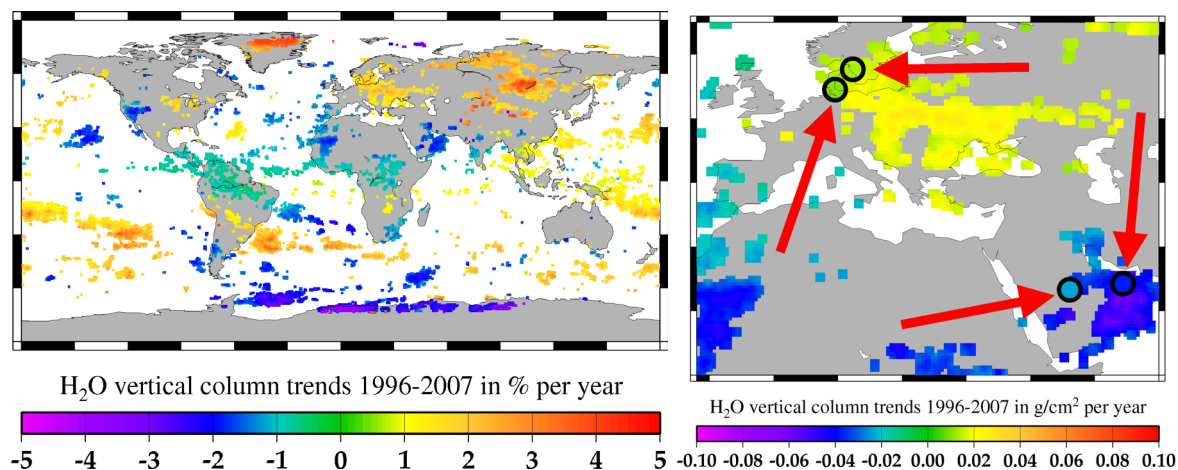 H₂O vertical column trends 1996-2007 in % per year
-5 -4 -3 -2 -1 0 1 2 3 4 5
H₂O vertical column trends 1996-2007 in g/cm² per year
-0.10 -0.08 -0.06 -0.04 -0.02 0.00 0.02 0.04 0.06 0.08 0.10